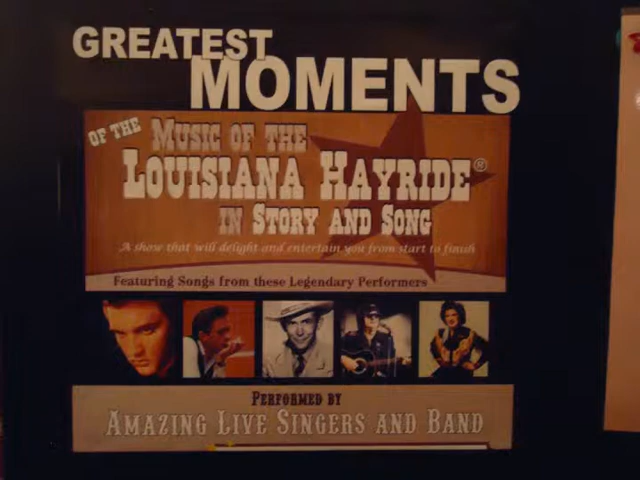 GREATEST
MOMENTS
OF THE MUSIC OF THE
LOUISIANA HAYRIDE®
IN STORY AND SONG
A show that will delight and entertain you from start to finish
Featuring Songs from these Legendary Performers
PERFORMED BY
AMAZING LIVE SINGERS AND BAND